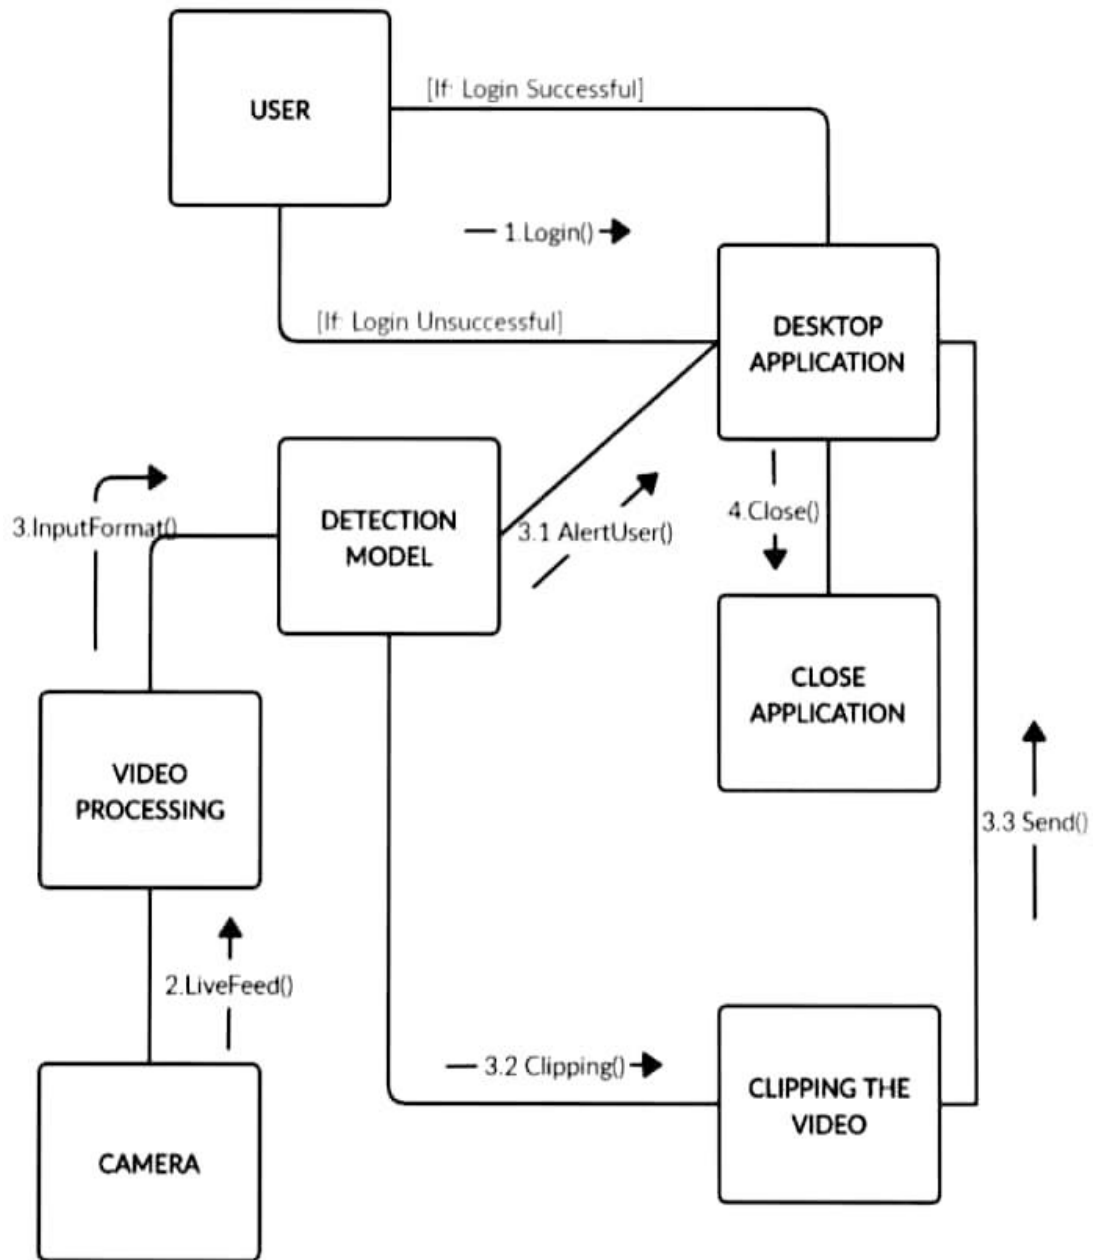 USER
[If: Login Successful]
1.Login()
[If: Login Unsuccessful]
DESKTOP
APPLICATION
3.InputFormat()
DETECTION
MODEL
3.1 AlertUser()
4.Close()
CLOSE
APPLICATION
VIDEO
PROCESSING
3.3 Send()
2.LiveFeed()
3.2 Clipping()
CLIPPING THE
VIDEO
CAMERA